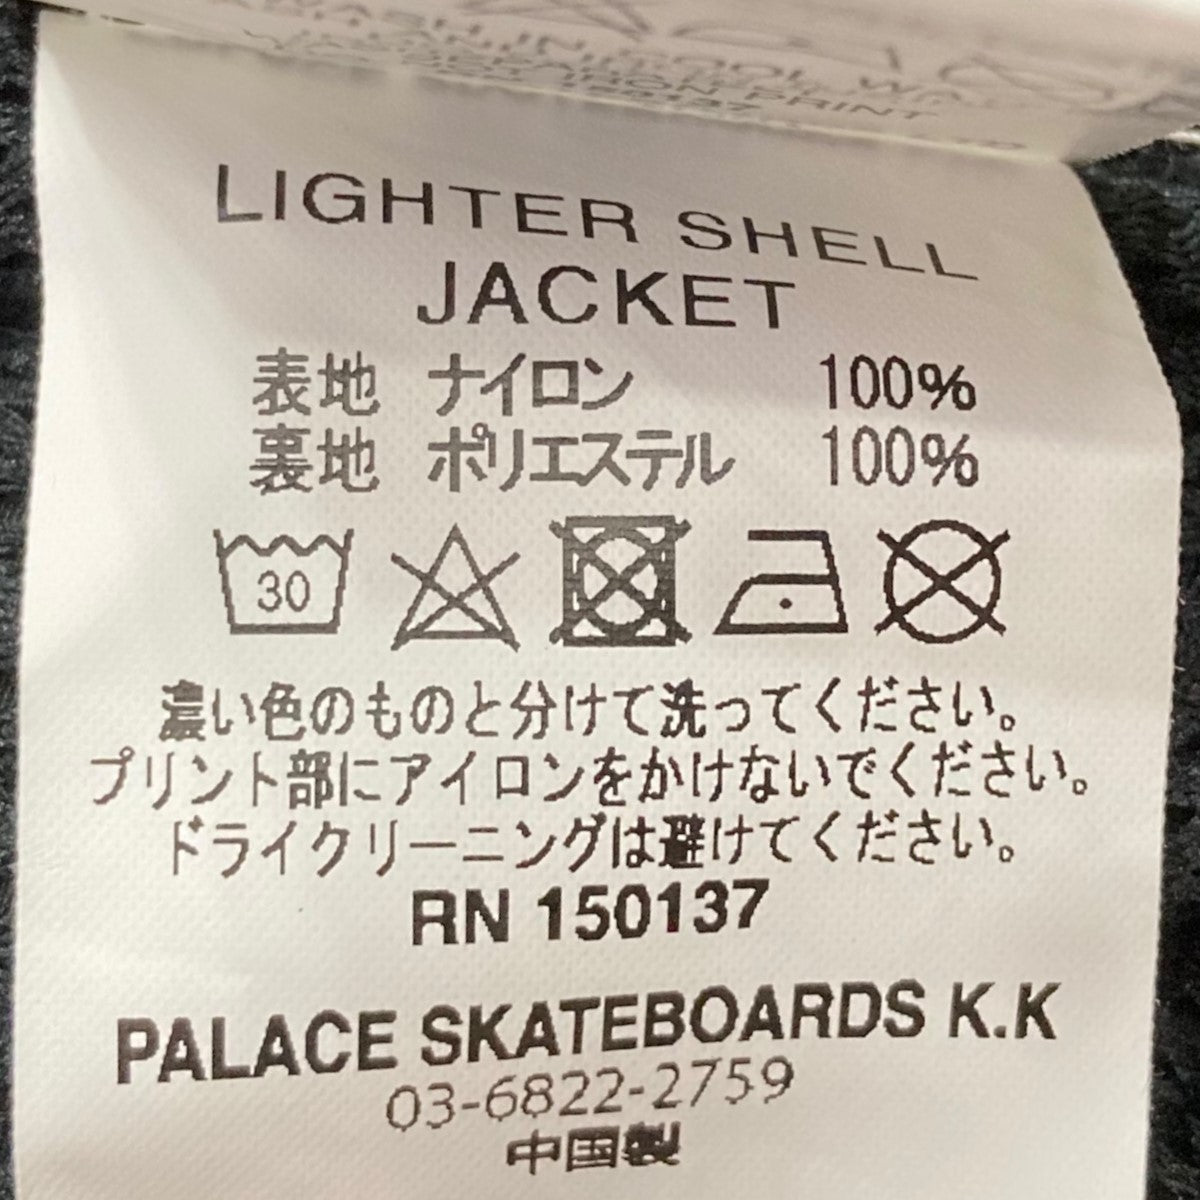 LIGHTER SHELL
JACKET
表地 ナイロン 100%
裏地 ポリエステル 100%
30
濃い色のものと分けて洗ってください。
プリント部にアイロンをかけないでください。
ドライクリーニングは避けてください。
RN 150137
PALACE SKATEBOARDS K.K
03-6822-2759
中国製